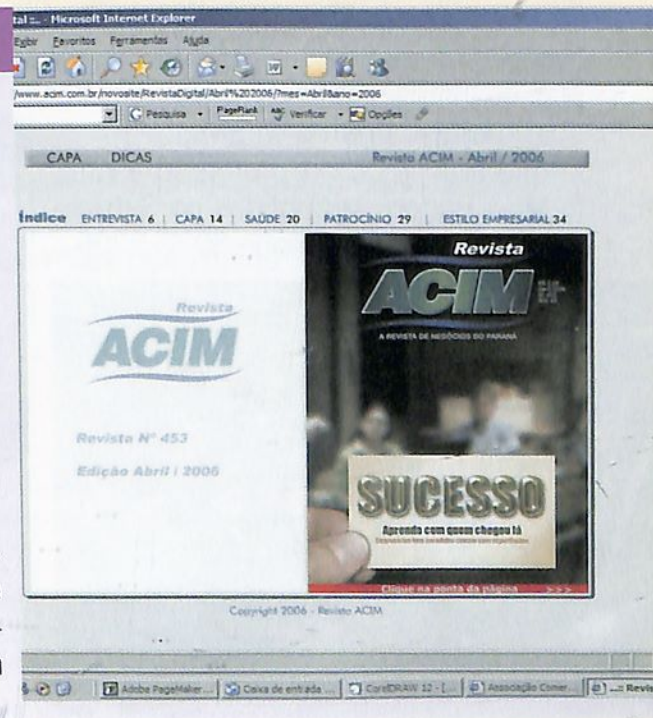 tal ::.. - Microsoft Internet Explorer
Exibir Favoritos Ferramentas Ajuda
/www.acim.com.br/novosite/RevistaDigital/Abril%202006/?mes=Abril&ano=2006
Pesquisa PageRank Verificar Opções
CAPA DICAS Revista ACIM - Abril / 2006
Índice ENTREVISTA 6 | CAPA 14 | SAÚDE 20 | PATROCÍNIO 29 | ESTILO EMPRESARIAL 34
Revista
ACIM
Revista Nº 453
Edição Abril | 2006
Revista
ACIM
A REVISTA DE NEGÓCIOS DO PARANÁ
SUCESSO
Aprenda com quem chegou lá
Clique na ponta da página >>>
Copyright 2006 - Revista ACIM
Adobe PageMaker... Caixa de entrada ... CorelDRAW 12 - [... Associação Comer... ..:: Revis